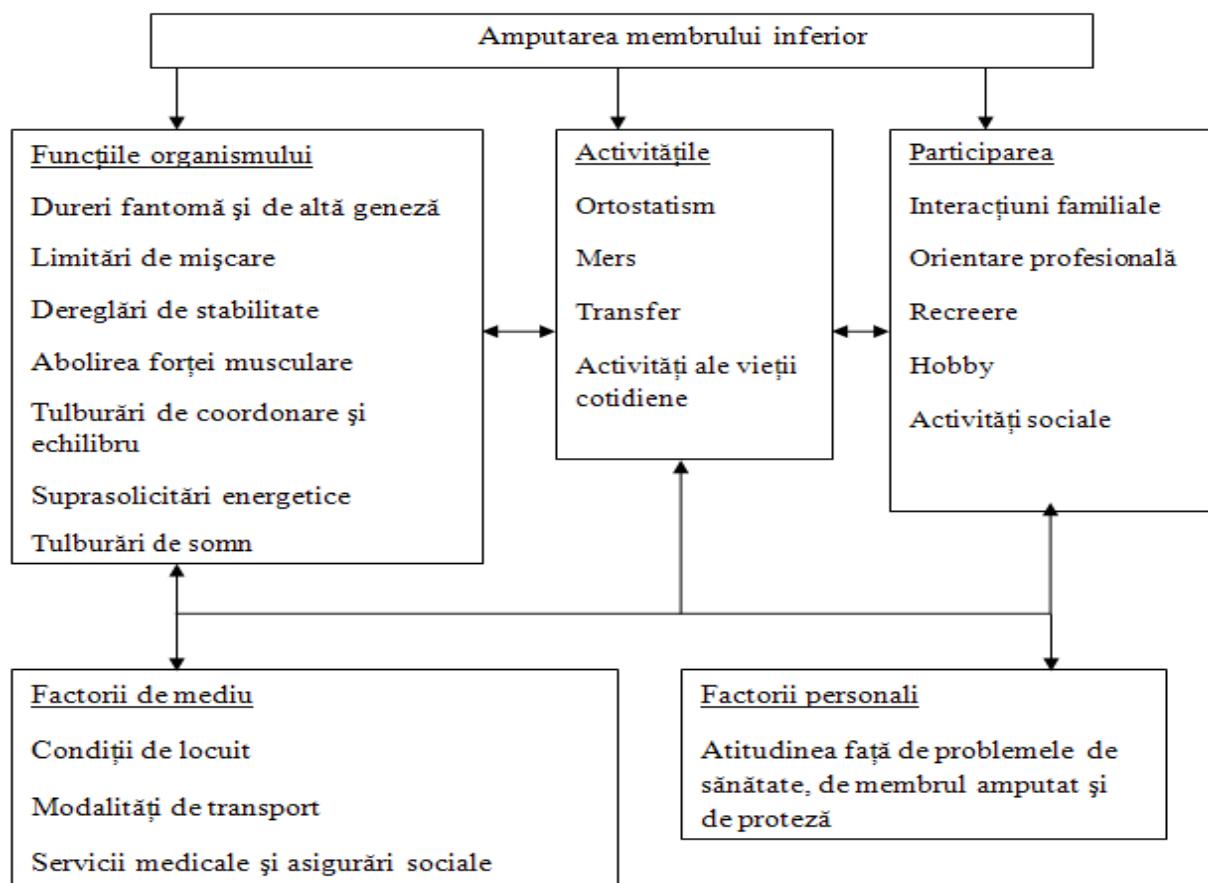 Amputarea membrului inferior
Funcțiile organismului
Dureri fantomă şi de altă geneză
Limitări de mişcare
Dereglări de stabilitate
Abolirea forței musculare
Tulburări de coordonare şi
echilibru
Suprasolicitări energetice
Tulburări de somn
Activitățile
Ortostatism
Mers
Transfer
Activități ale vieții
cotidiene
Participarea
Interacțiuni familiale
Orientare profesională
Recreere
Hobby
Activități sociale
Factorii de mediu
Condiții de locuit
Modalități de transport
Servicii medicale şi asigurări sociale
Factorii personali
Atitudinea față de problemele de
sănătate, de membrul amputat şi
de proteză